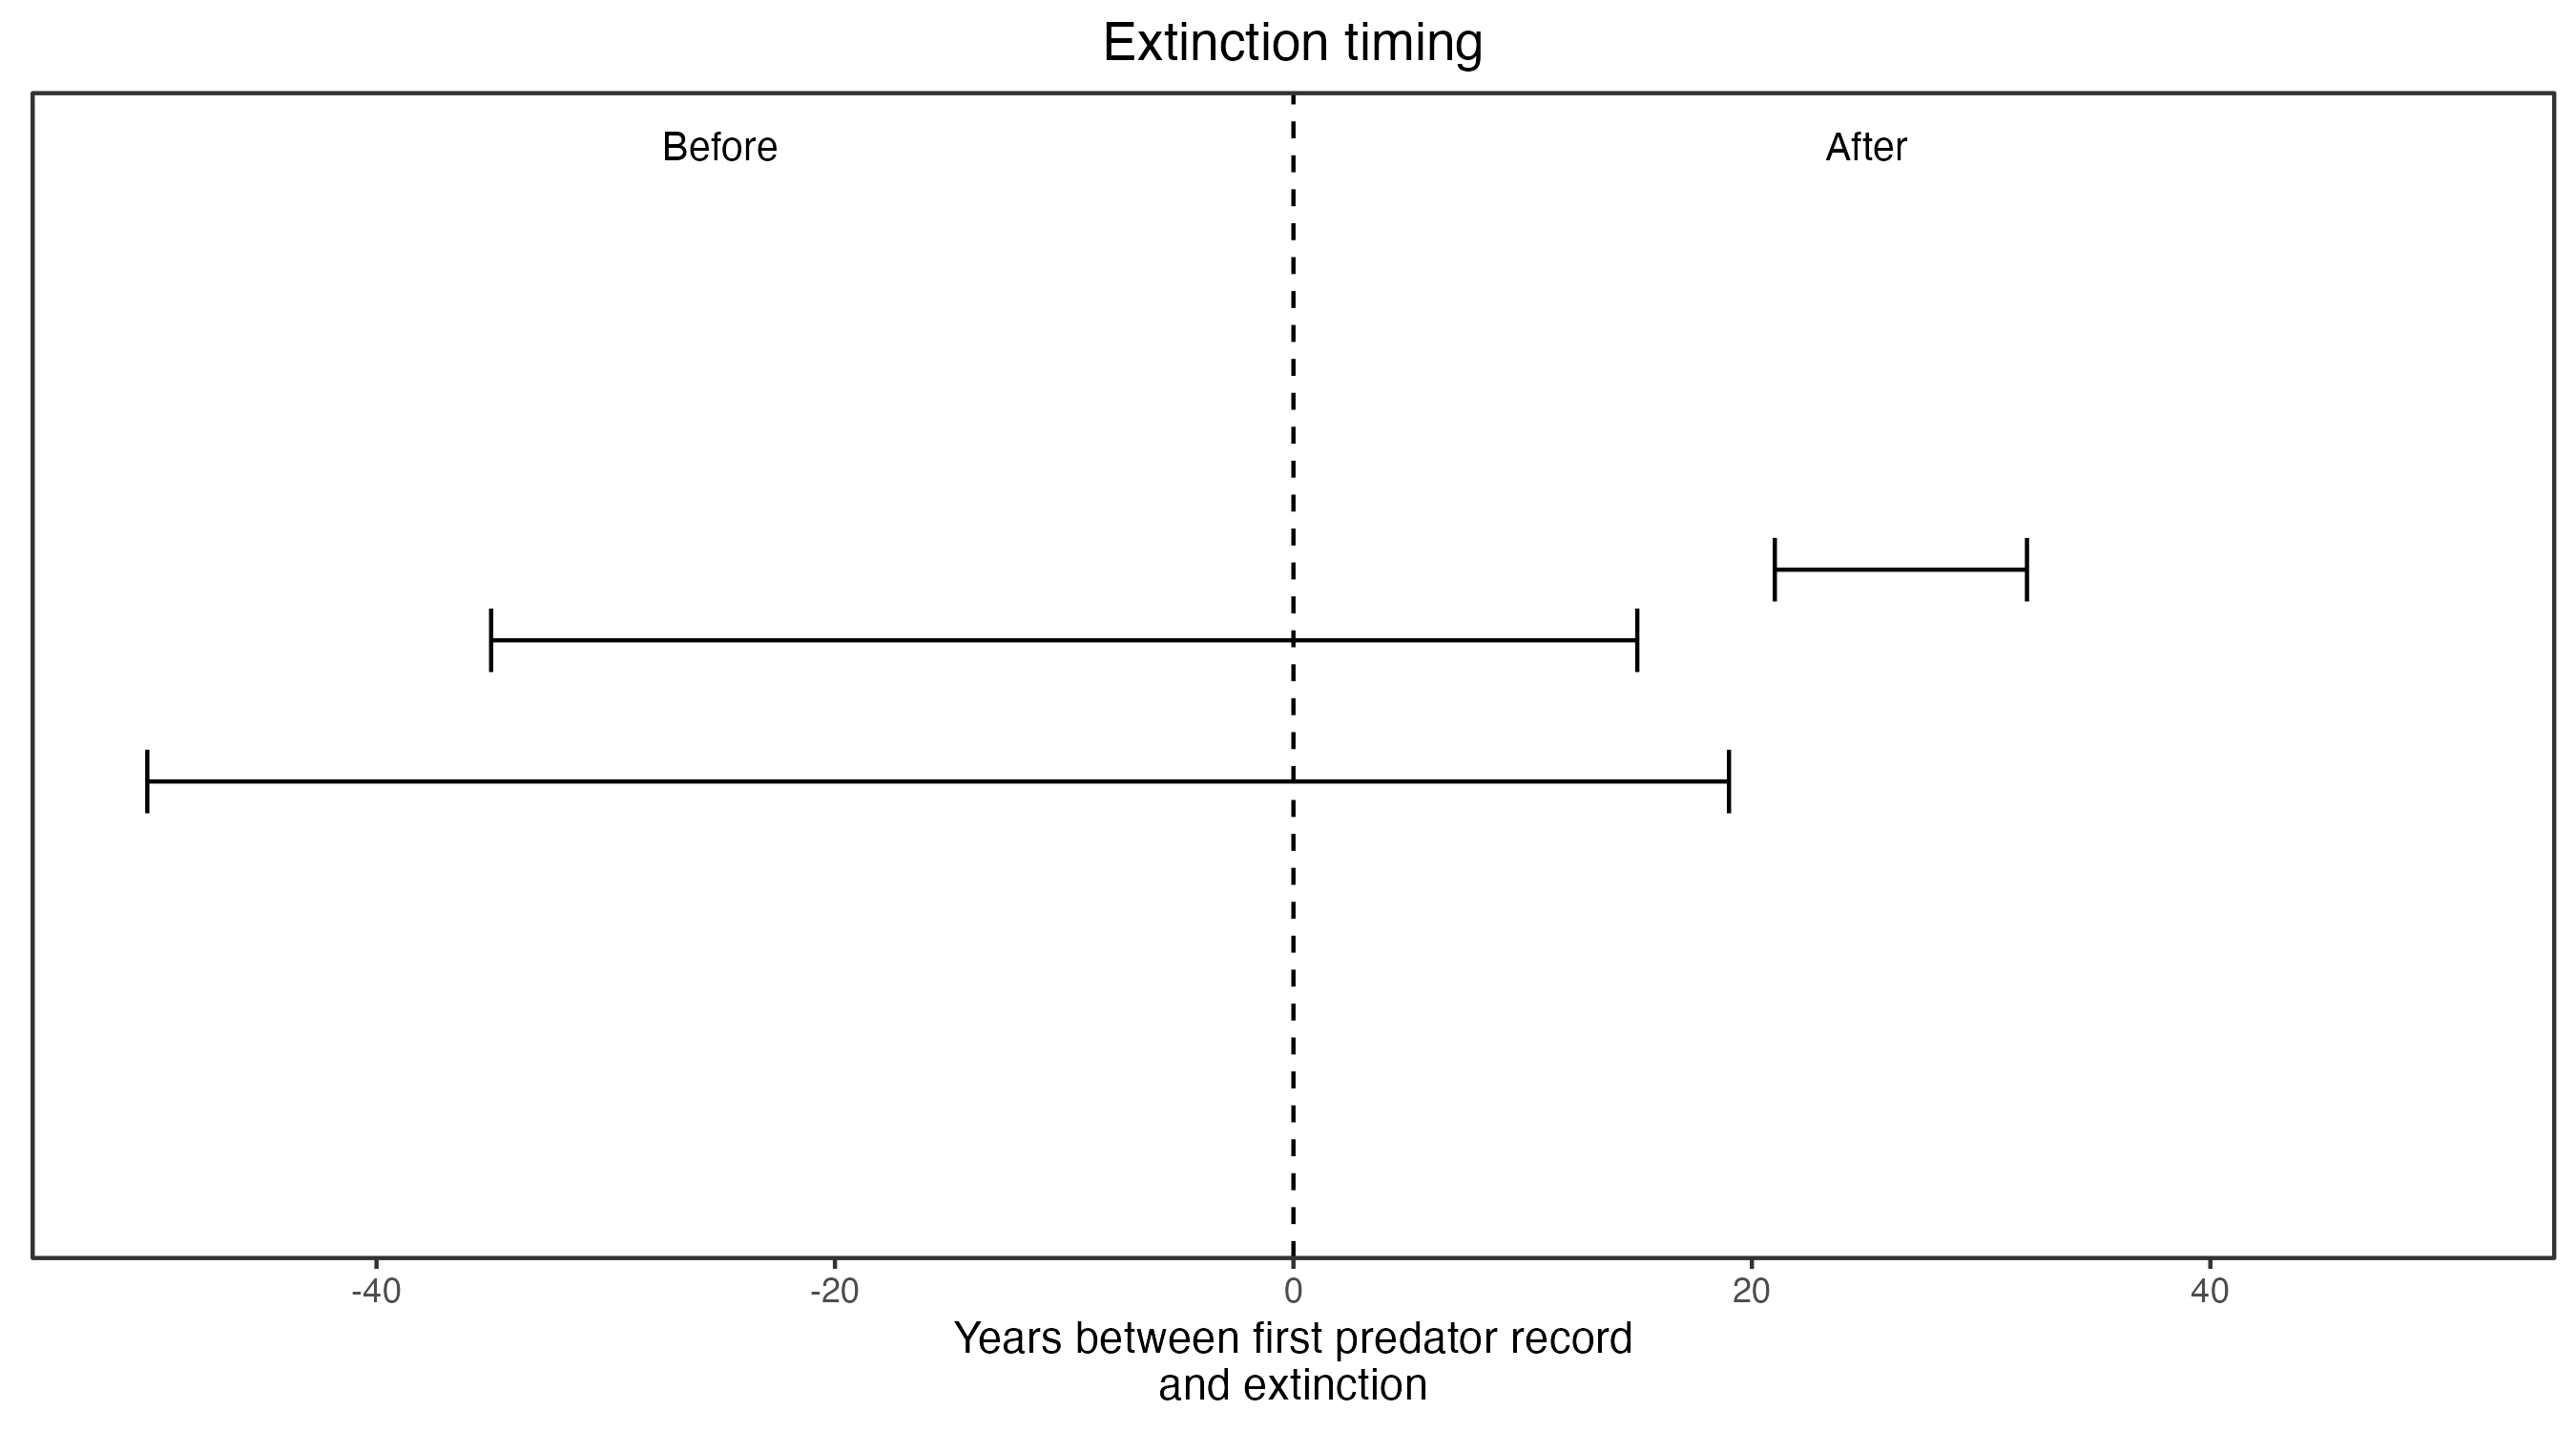 Extinction timing
Before
After
-40
-20
0
20
40
Years between first predator record
and extinction